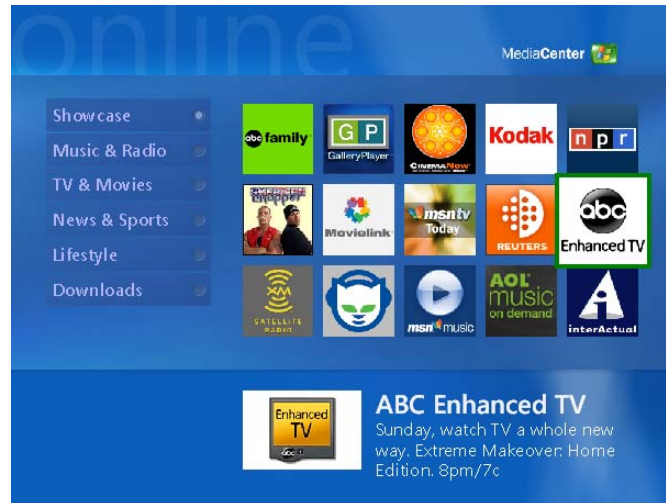 online
MediaCenter
Showcase
Music & Radio
TV & Movies
News & Sports
Lifestyle
Downloads
abc family
GP
GalleryPlayer
CINEMANOW
Kodak
npr
Movielink
msntv
Today
REUTERS
abc
Enhanced TV
XM
SATELLITE
RADIO
msn music
AOL
music
on demand
interActual
Enhanced
TV
abc
ABC Enhanced TV
Sunday, watch TV a whole new
way. Extreme Makeover: Home
Edition. 8pm/7c